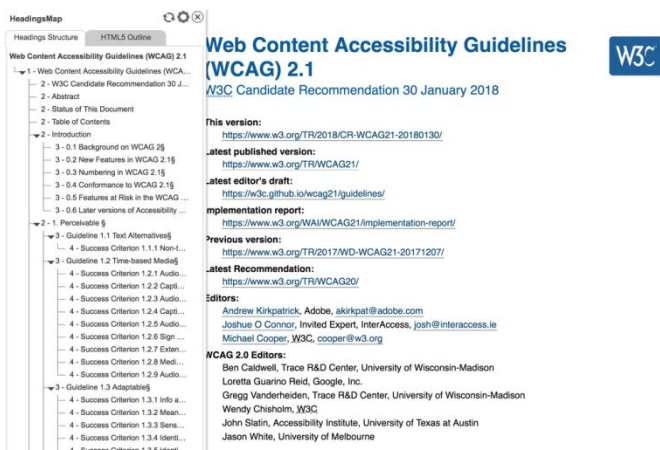 HeadingsMap
Headings Structure
HTML5 Outline
Web Content Accessibility Guidelines (WCAG) 2.1
1 - Web Content Accessibility Guidelines (WCA...
2 - W3C Candidate Recommendation 30 J...
2 - Abstract
2 - Status of This Document
2 - Table of Contents
2 - Introduction
3 - 0.1 Background on WCAG 2§
3 - 0.2 New Features in WCAG 2.1§
3 - 0.3 Numbering in WCAG 2.1§
3 - 0.4 Conformance to WCAG 2.1§
3 - 0.5 Features at Risk in the WCAG ...
3 - 0.6 Later versions of Accessibility ...
2 - 1. Perceivable §
3 - Guideline 1.1 Text Alternatives§
4 - Success Criterion 1.1.1 Non-t...
3 - Guideline 1.2 Time-based Media§
4 - Success Criterion 1.2.1 Audio...
4 - Success Criterion 1.2.2 Capti...
4 - Success Criterion 1.2.3 Audio...
4 - Success Criterion 1.2.4 Capti...
4 - Success Criterion 1.2.5 Audio...
4 - Success Criterion 1.2.6 Sign ...
4 - Success Criterion 1.2.7 Exten...
4 - Success Criterion 1.2.8 Medi...
4 - Success Criterion 1.2.9 Audio...
3 - Guideline 1.3 Adaptable§
4 - Success Criterion 1.3.1 Info a...
4 - Success Criterion 1.3.2 Mean...
4 - Success Criterion 1.3.3 Sens...
4 - Success Criterion 1.3.4 Identi...
4 - Success Criterion 1.3.5 Identi...
Web Content Accessibility Guidelines
(WCAG) 2.1
W3C Candidate Recommendation 30 January 2018
This version:
https://www.w3.org/TR/2018/CR-WCAG21-20180130/
Latest published version:
https://www.w3.org/TR/WCAG21/
Latest editor's draft:
https://w3c.github.io/wcag21/guidelines/
Implementation report:
https://www.w3.org/WAI/WCAG21/implementation-report/
Previous version:
https://www.w3.org/TR/2017/WD-WCAG21-20171207/
Latest Recommendation:
https://www.w3.org/TR/WCAG20/
Editors:
Andrew Kirkpatrick, Adobe, akirkpat@adobe.com
Joshue O Connor, Invited Expert, InterAccess, josh@interaccess.ie
Michael Cooper, W3C, cooper@w3.org
WCAG 2.0 Editors:
Ben Caldwell, Trace R&D Center, University of Wisconsin-Madison
Loretta Guarino Reid, Google, Inc.
Gregg Vanderheiden, Trace R&D Center, University of Wisconsin-Madison
Wendy Chisholm, W3C
John Slatin, Accessibility Institute, University of Texas at Austin
Jason White, University of Melbourne
W3C